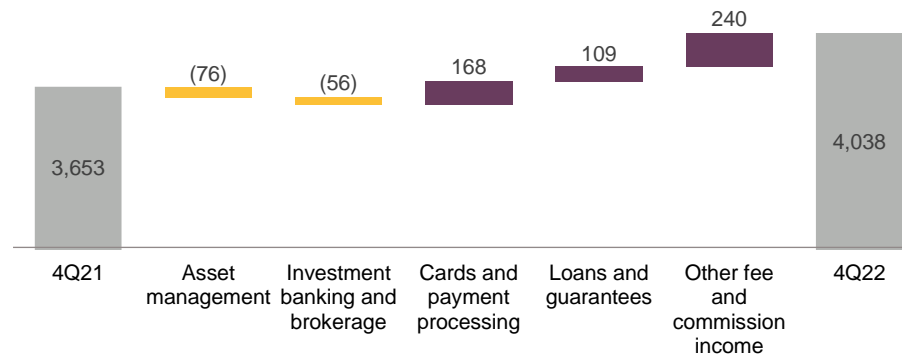 240
(76)
(56)
168
109
3,653
4,038
4Q21
Asset
management
Investment
banking and
brokerage
Cards and
payment
processing
Loans and
guarantees
Other fee
and
commission
income
4Q22